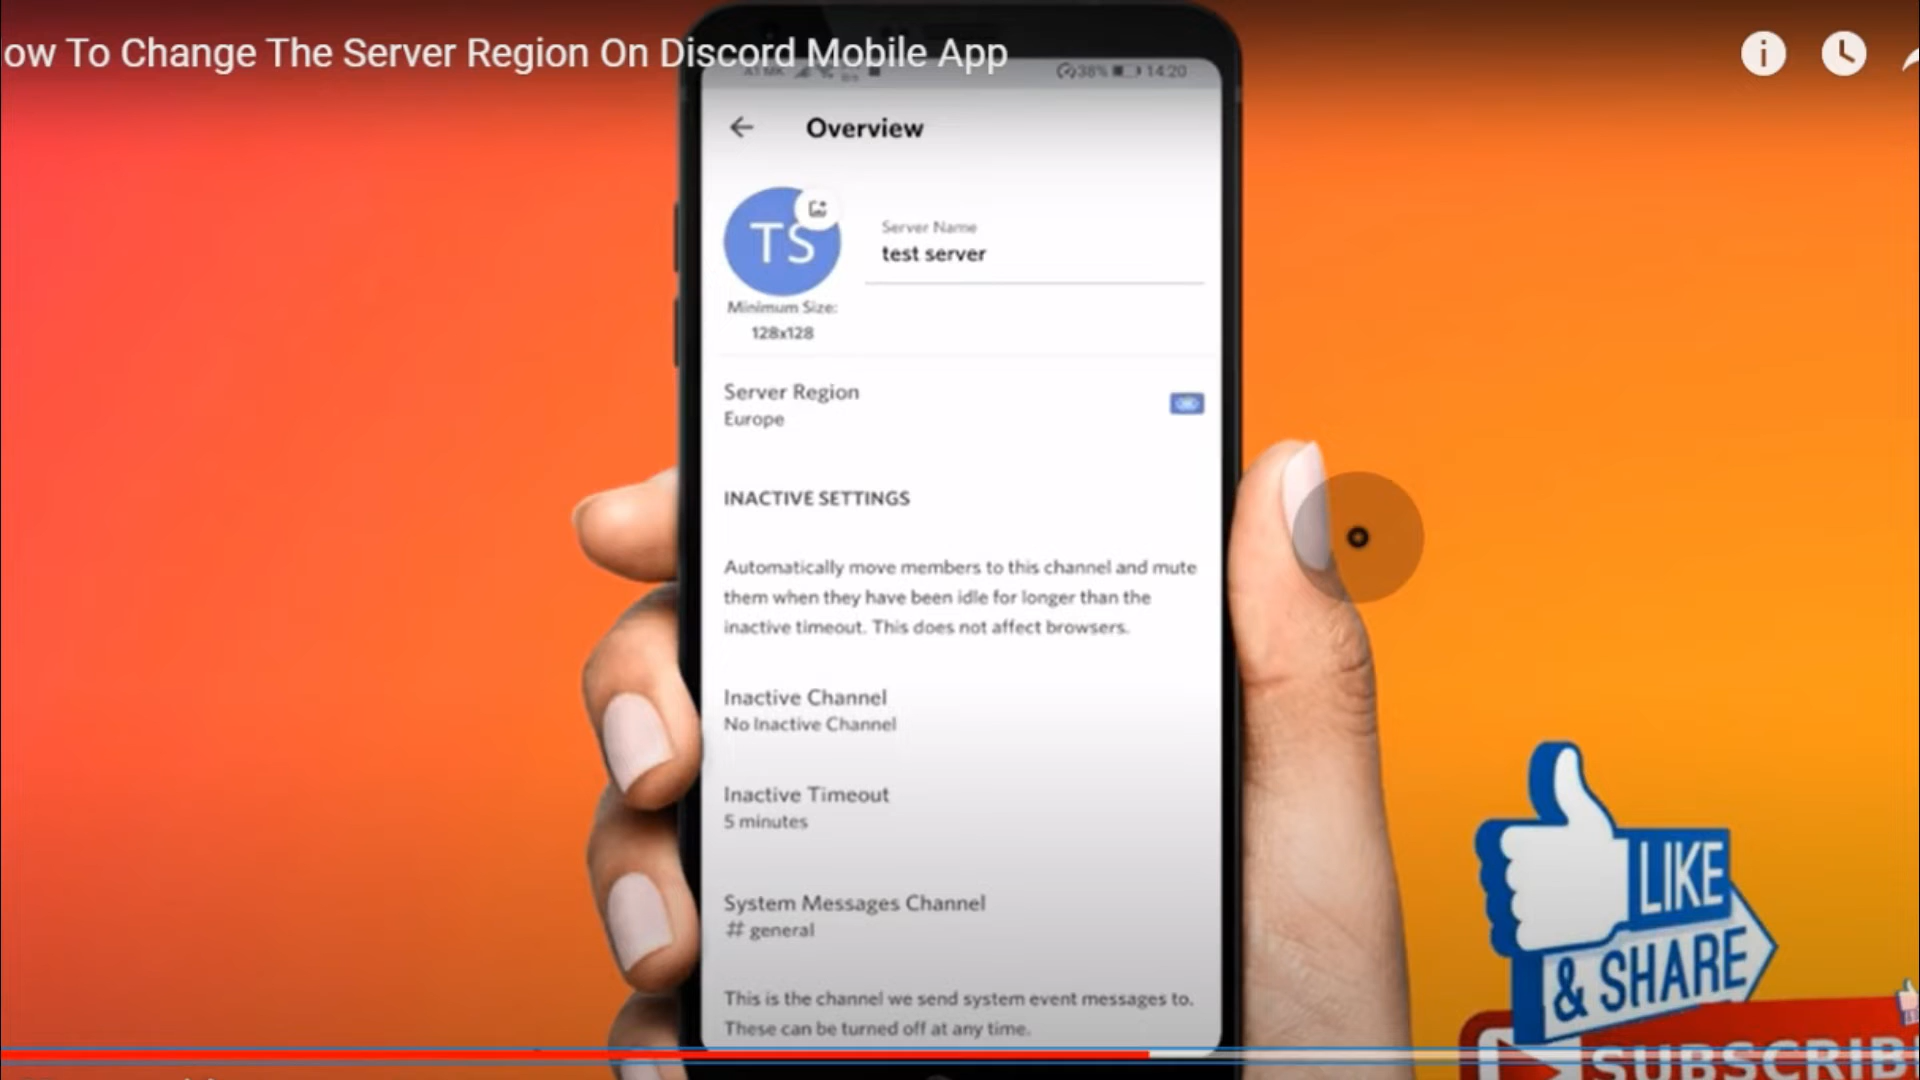 ow To Change The Server Region On Discord Mobile App
38% 14:20
Overview
TS
Server Name
test server
Minimum Size:
128x128
Server Region
Europe
INACTIVE SETTINGS
Automatically move members to this channel and mute
them when they have been idle for longer than the
inactive timeout. This does not affect browsers.
Inactive Channel
No Inactive Channel
Inactive Timeout
5 minutes
System Messages Channel
# general
This is the channel we send system event messages to.
These can be turned off at any time.
LIKE
& SHARE
SUBSCRIB